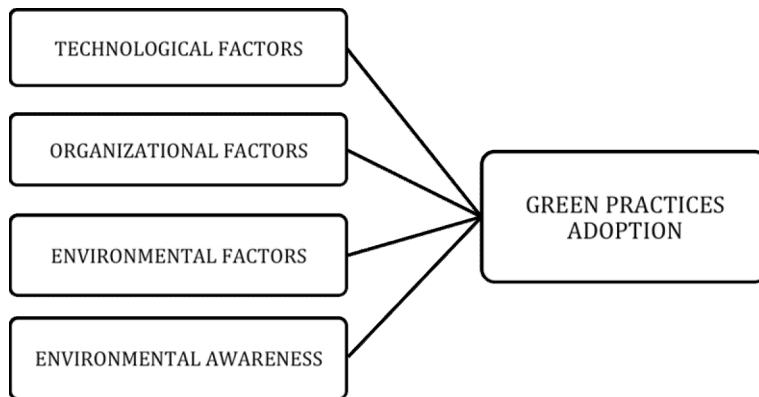 TECHNOLOGICAL FACTORS
ORGANIZATIONAL FACTORS
ENVIRONMENTAL FACTORS
ENVIRONMENTAL AWARENESS
GREEN PRACTICES
ADOPTION